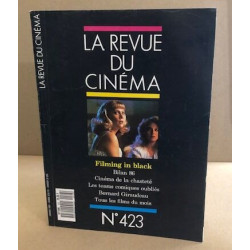 LA REVUE DU CINÉMA
LA REVUE
DU
CINÉMA
Filming in black
Bilan 86
Cinéma de la chasteté
Les teams comiques oubliés
Bernard Giraudeau
Tous les films du mois
N°423